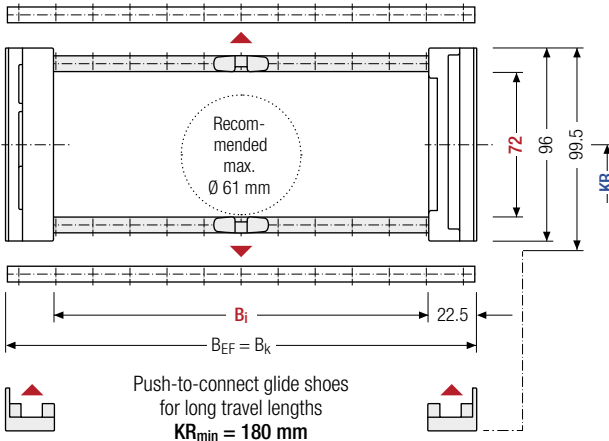 Recom-
mended
max.
Ø 61 mm
72
96
99.5
KR
Bi
22.5
BEF = Bk
Push-to-connect glide shoes
for long travel lengths
KRmin = 180 mm